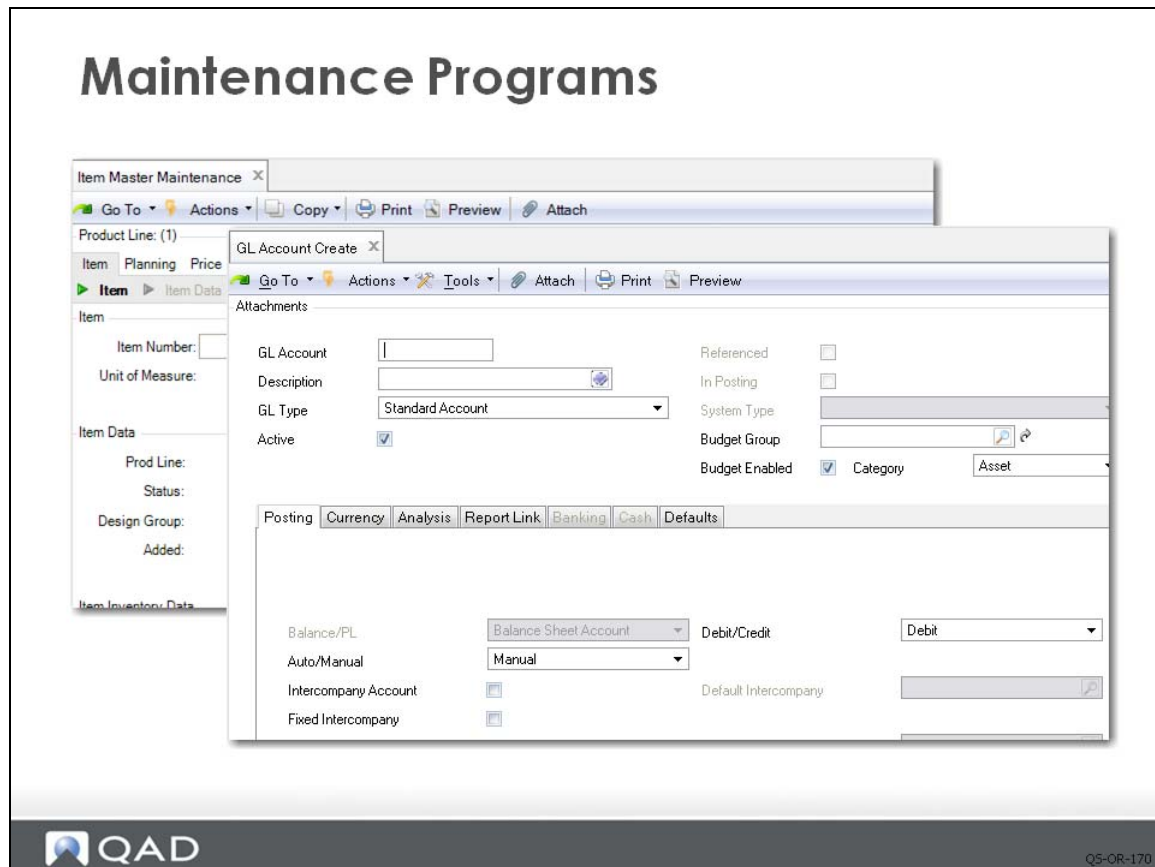 Maintenance Programs
Item Master Maintenance
Go To Actions Copy Print Preview Attach
Product Line: (1)
Item Planning Price
Item Item Data
Item
Item Number:
Unit of Measure:
Item Data
Prod Line:
Status:
Design Group:
Added:
Item Inventory Data
GL Account Create
Go To Actions Tools Attach Print Preview
Attachments
GL Account Referenced
Description In Posting
GL Type Standard Account System Type
Active Budget Group
Budget Enabled Category Asset
Posting Currency Analysis Report Link Banking Cash Defaults
Balance/PL Balance Sheet Account Debit/Credit Debit
Auto/Manual Manual
Intercompany Account Default Intercompany
Fixed Intercompany
QAD
Q5-OR-170